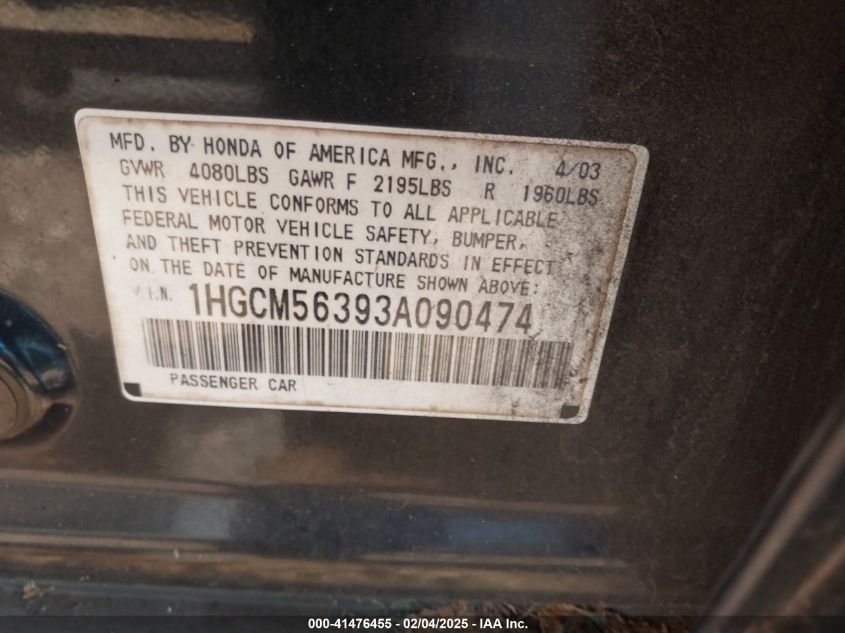 MFD. BY HONDA OF AMERICA MFG., INC. 4/03
GVWR 4080LBS GAWR F 2195LBS R 1960LBS
THIS VEHICLE CONFORMS TO ALL APPLICABLE
FEDERAL MOTOR VEHICLE SAFETY, BUMPER,
AND THEFT PREVENTION STANDARDS IN EFFECT
ON THE DATE OF MANUFACTURE SHOWN ABOVE:
V.I.N. 1HGCM56393A090474
PASSENGER CAR
000-41476455 - 02/04/2025 - IAA Inc.